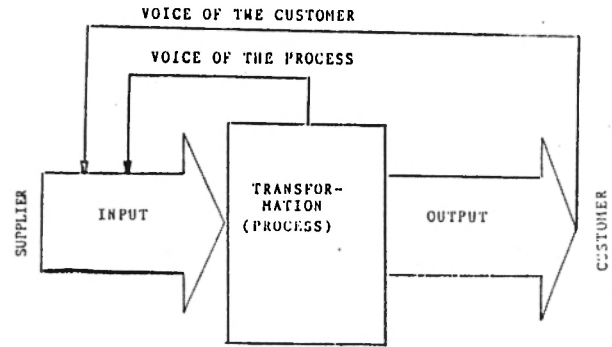 VOICE OF THE CUSTOMER
VOICE OF THE PROCESS
SUPPLIER
INPUT
TRANSFOR-
MATION
(PROCESS)
OUTPUT
CUSTOMER